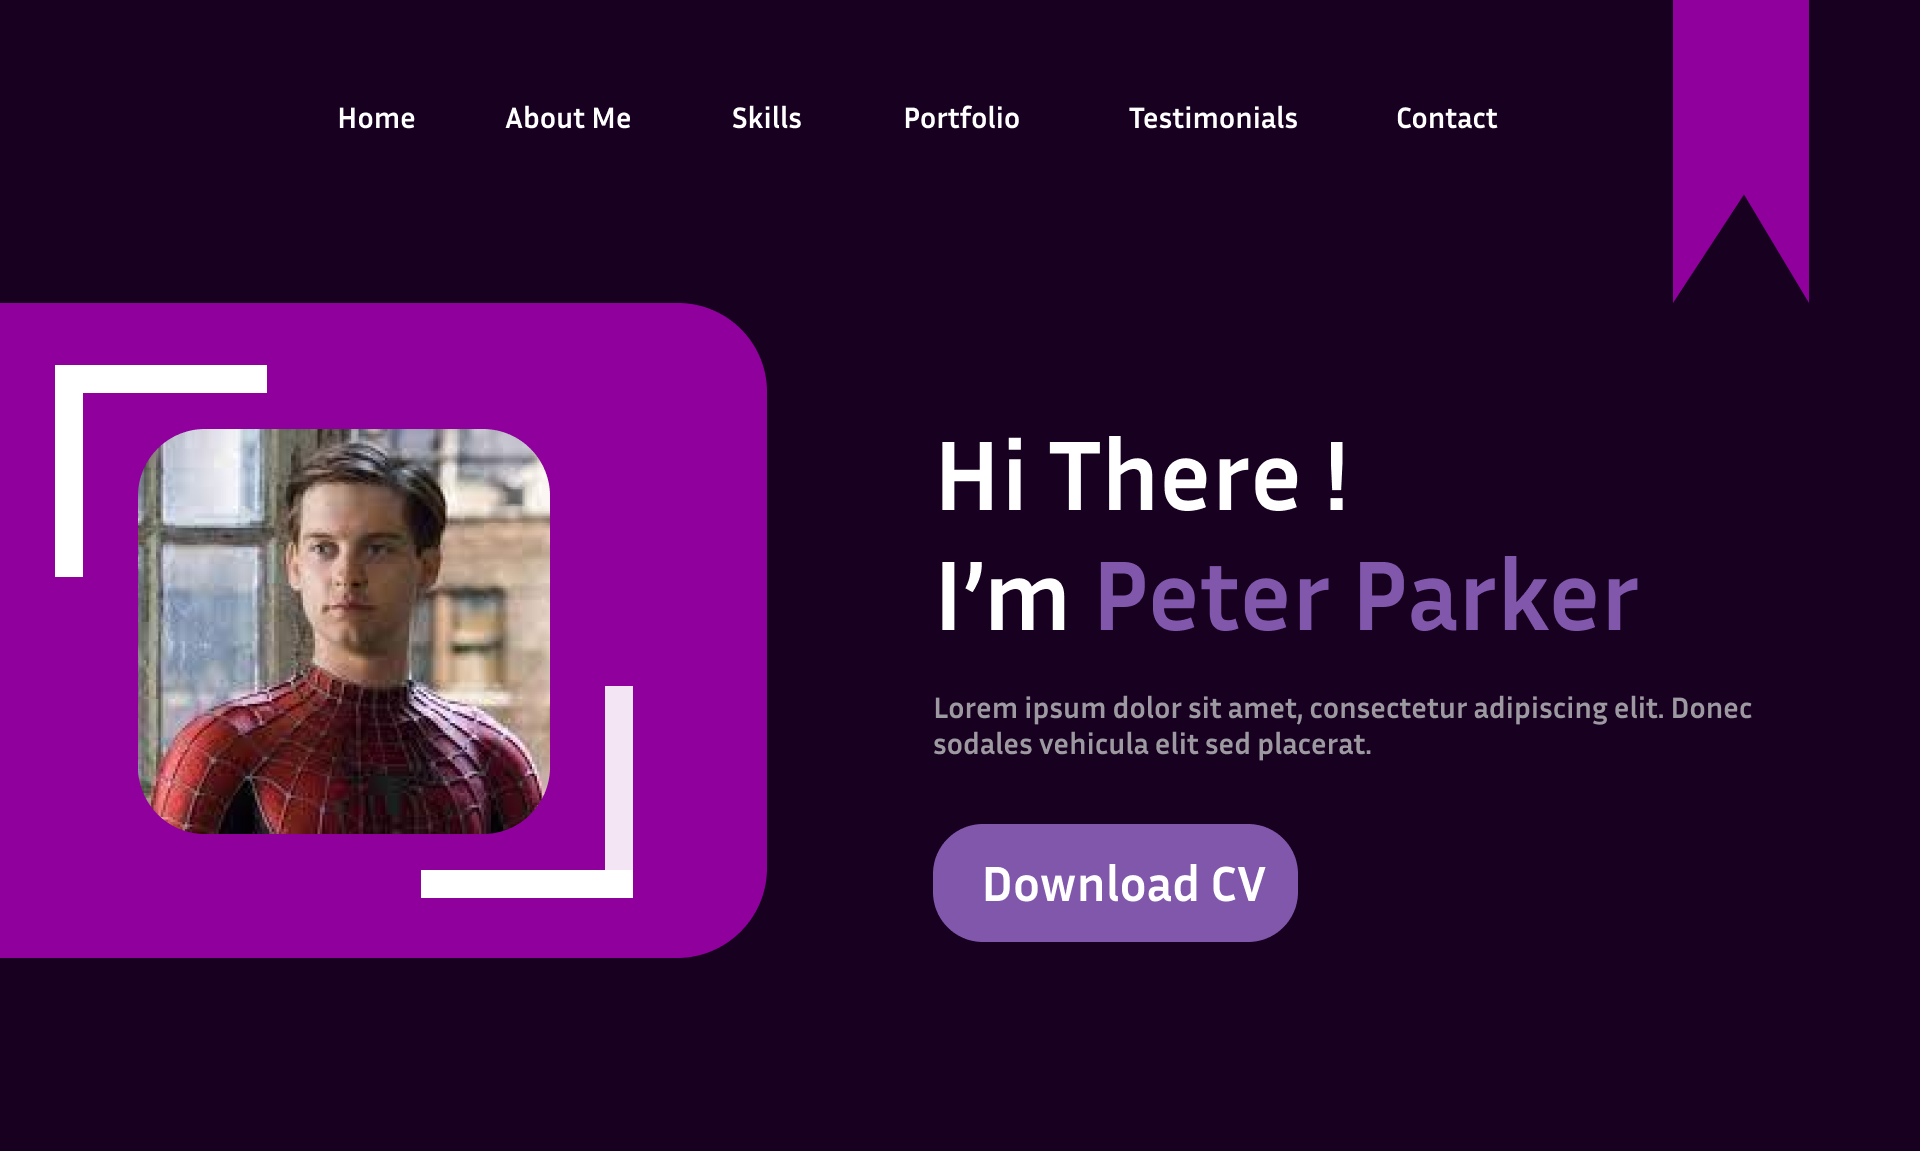 Home About Me Skills Portfolio Testimonials Contact
Hi There !
I’m Peter Parker
Lorem ipsum dolor sit amet, consectetur adipiscing elit. Donec
sodales vehicula elit sed placerat.
Download CV